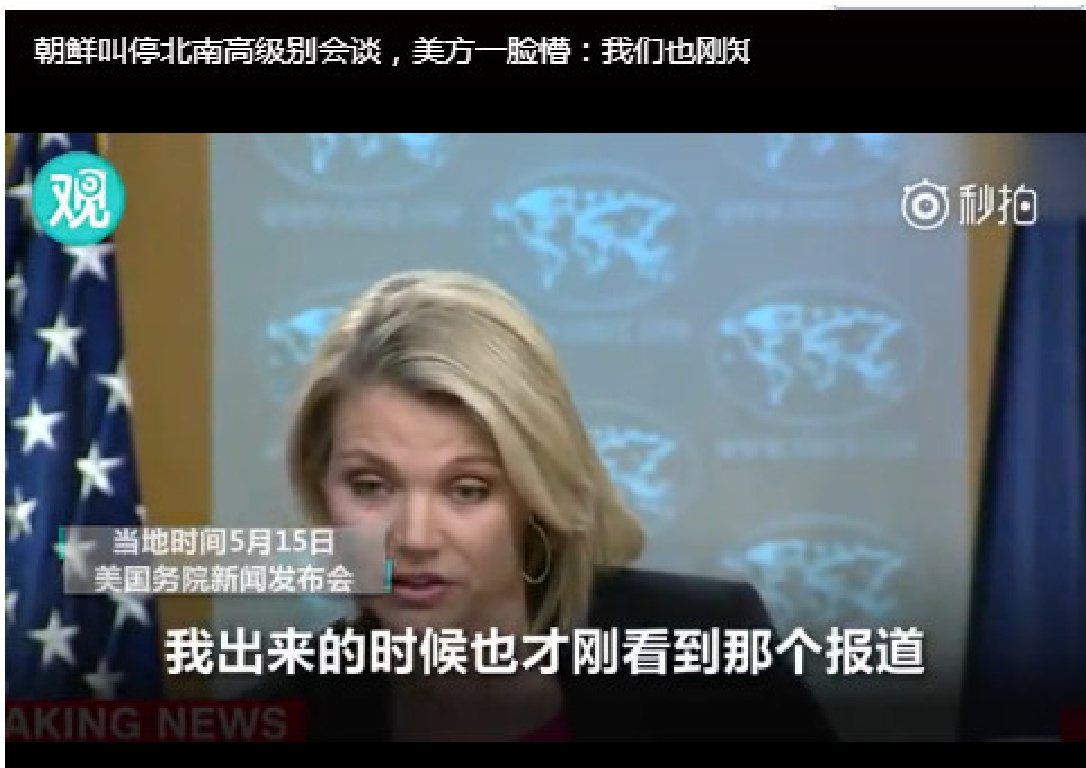 朝鲜叫停北南高级别会谈，美方一脸懵：我们也刚知
观
秒拍
当地时间5月15日
美国务院新闻发布会
我出来的时候也才刚看到那个报道
AKING NEWS